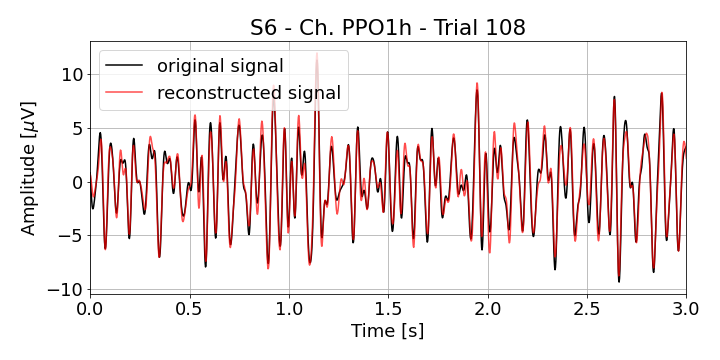 S6 - Ch. PPO1h - Trial 108
original signal
reconstructed signal
Amplitude [μV]
10
5
0
−5
−10
0.0 0.5 1.0 1.5 2.0 2.5 3.0
Time [s]